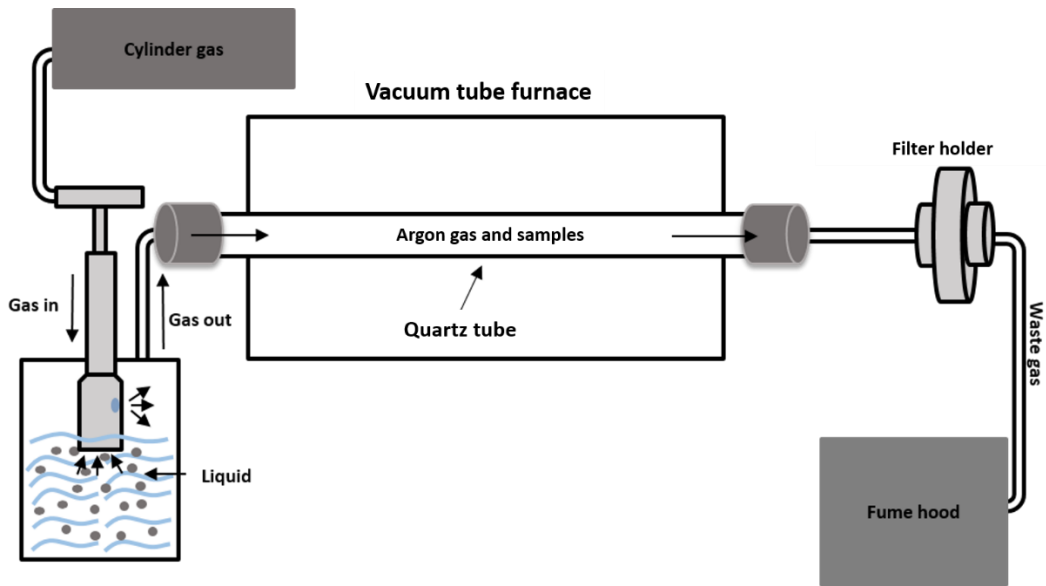 Cylinder gas
Vacuum tube furnace
Filter holder
Argon gas and samples
Gas in
Gas out
Quartz tube
Waste gas
Liquid
Fume hood